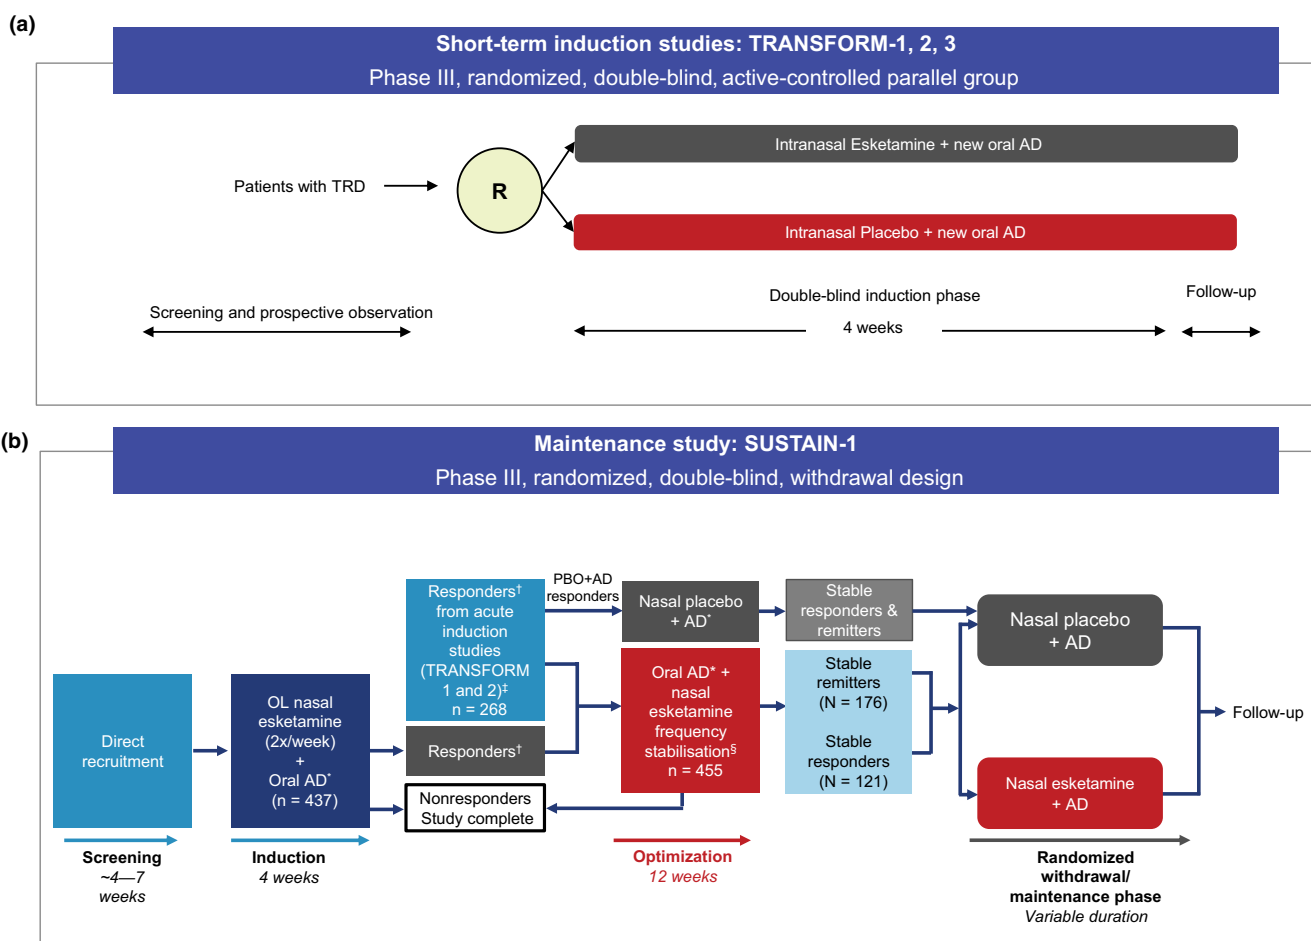 (a)
Short-term induction studies: TRANSFORM-1, 2, 3
Phase III, randomized, double-blind, active-controlled parallel group
Intranasal Esketamine + new oral AD
Patients with TRD
R
Intranasal Placebo + new oral AD
Screening and prospective observation
Double-blind induction phase
4 weeks
Follow-up
(b)
Maintenance study: SUSTAIN-1
Phase III, randomized, double-blind, withdrawal design
Direct
recruitment
OL nasal
esketamine
(2x/week)
+
Oral AD*
(n = 437)
Responders†
from acute
induction
studies
(TRANSFORM
1 and 2)‡
n = 268
Responders†
Nonresponders
Study complete
PBO+AD
responders
Nasal placebo
+ AD*
Oral AD* +
nasal
esketamine
frequency
stabilisation§
n = 455
Stable
responders &
remitters
Stable
remitters
(N = 176)
Stable
responders
(N = 121)
Nasal placebo
+ AD
Nasal esketamine
+ AD
Follow-up
Screening
~4—7
weeks
Induction
4 weeks
Optimization
12 weeks
Randomized
withdrawal/
maintenance phase
Variable duration